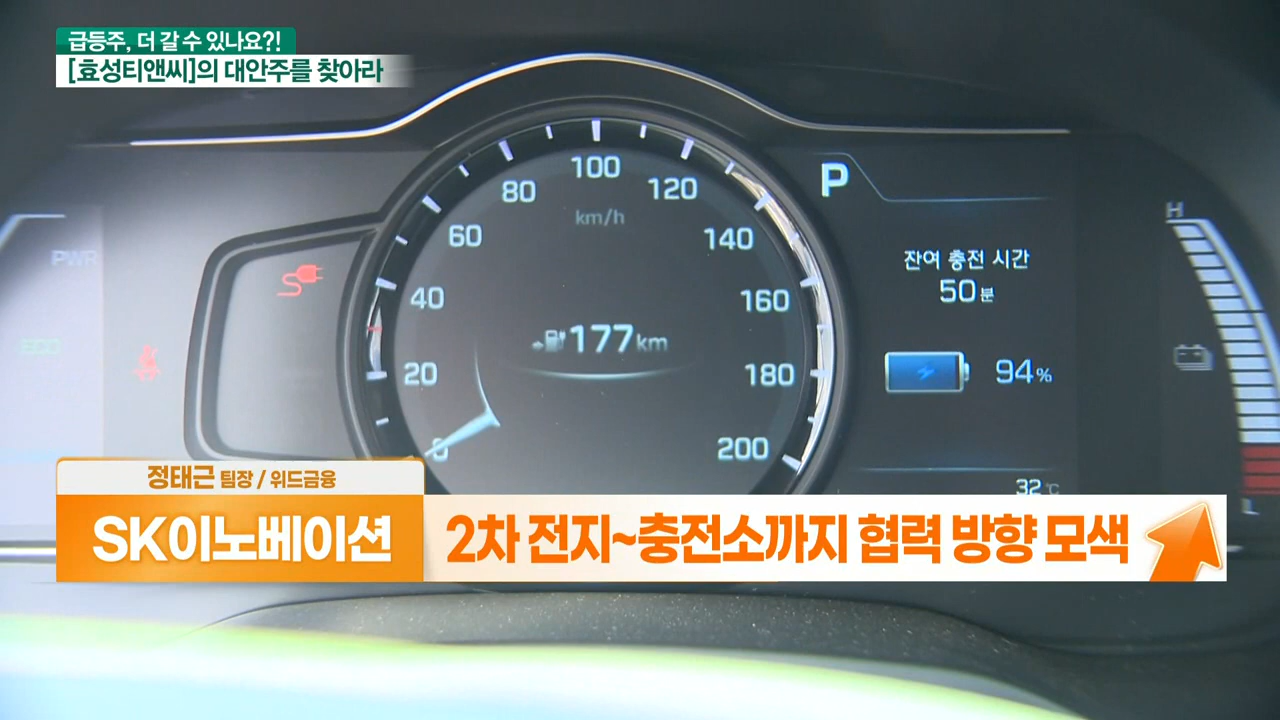 급등주, 더 갈 수 있나요?!
[효성티앤씨]의 대안주를 찾아라
PWR
ECO
0
20
40
60
80
100
120
140
160
180
200
km/h
177km
P
잔여 충전 시간
50분
94%
32℃
H
L
정태근 팀장 / 위드금융
SK이노베이션
2차 전지~충전소까지 협력 방향 모색